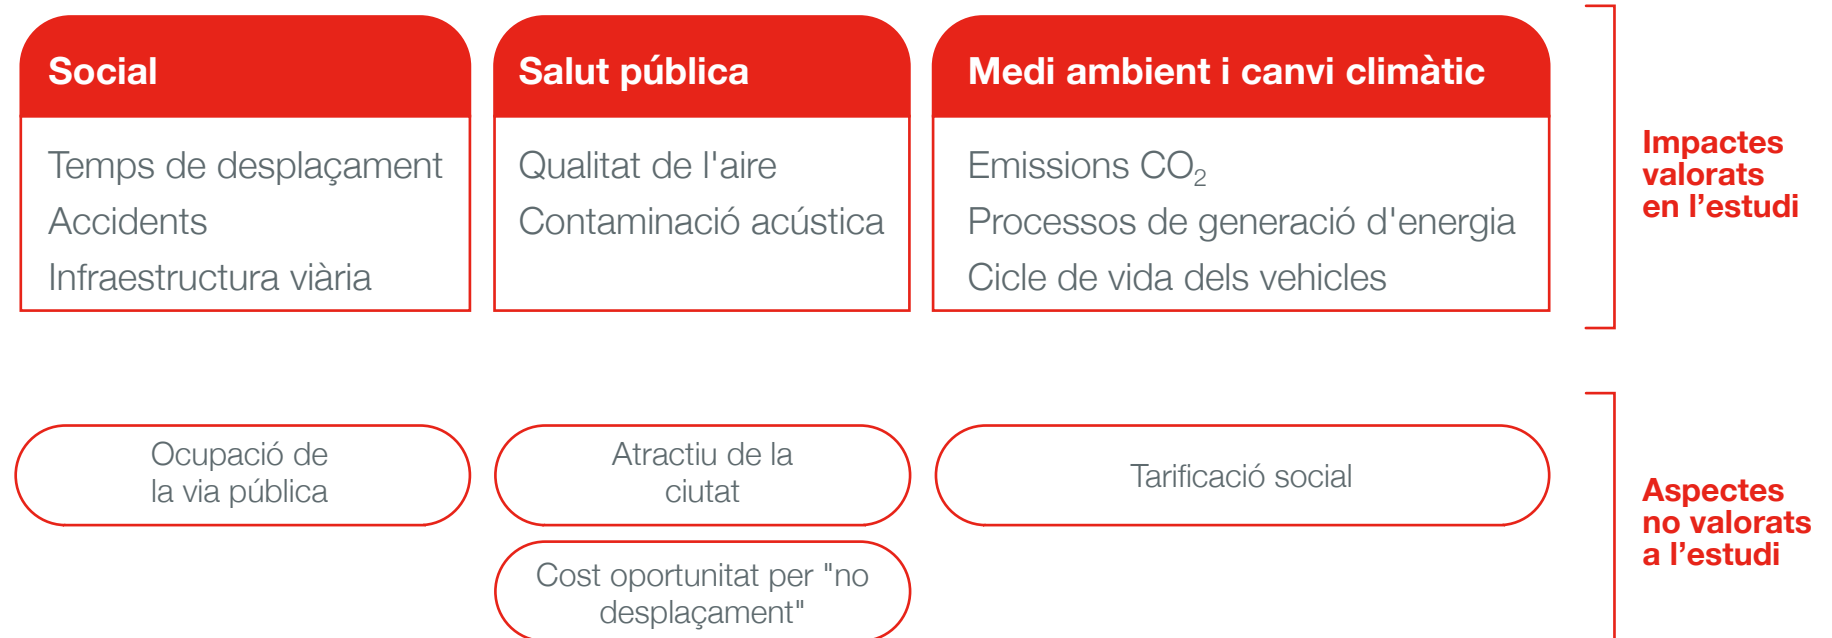 Social
Temps de desplaçament
Accidents
Infraestructura viària
Salut pública
Qualitat de l'aire
Contaminació acústica
Medi ambient i canvi climàtic
Emissions CO₂
Processos de generació d'energia
Cicle de vida dels vehicles
Impactes
valorats
en l’estudi
Ocupació de
la via pública
Atractiu de la
ciutat
Cost oportunitat per "no
desplaçament"
Tarificació social
Aspectes
no valorats
a l’estudi